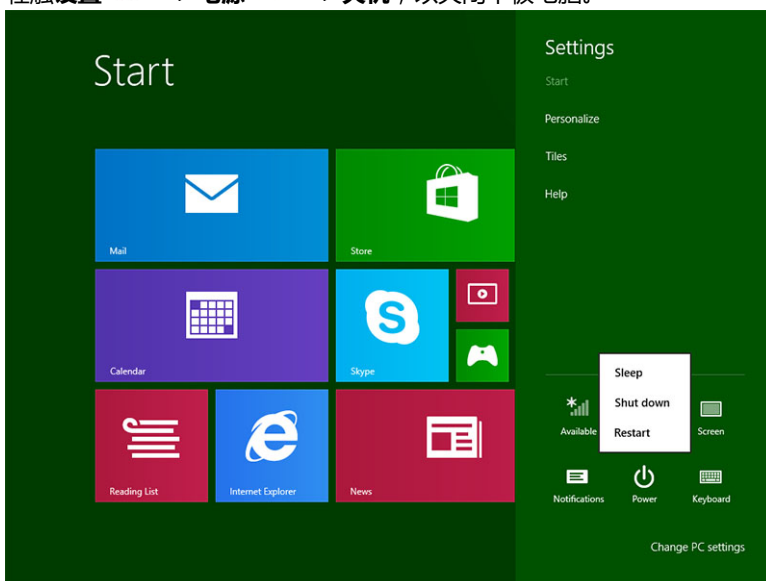 Settings
Start
Start
Personalize
Tiles
Help
Mail
Store
Calendar
Skype
Sleep
Shut down
Restart
Available
Screen
Reading List
Internet Explorer
News
Notifications
Power
Keyboard
Change PC settings